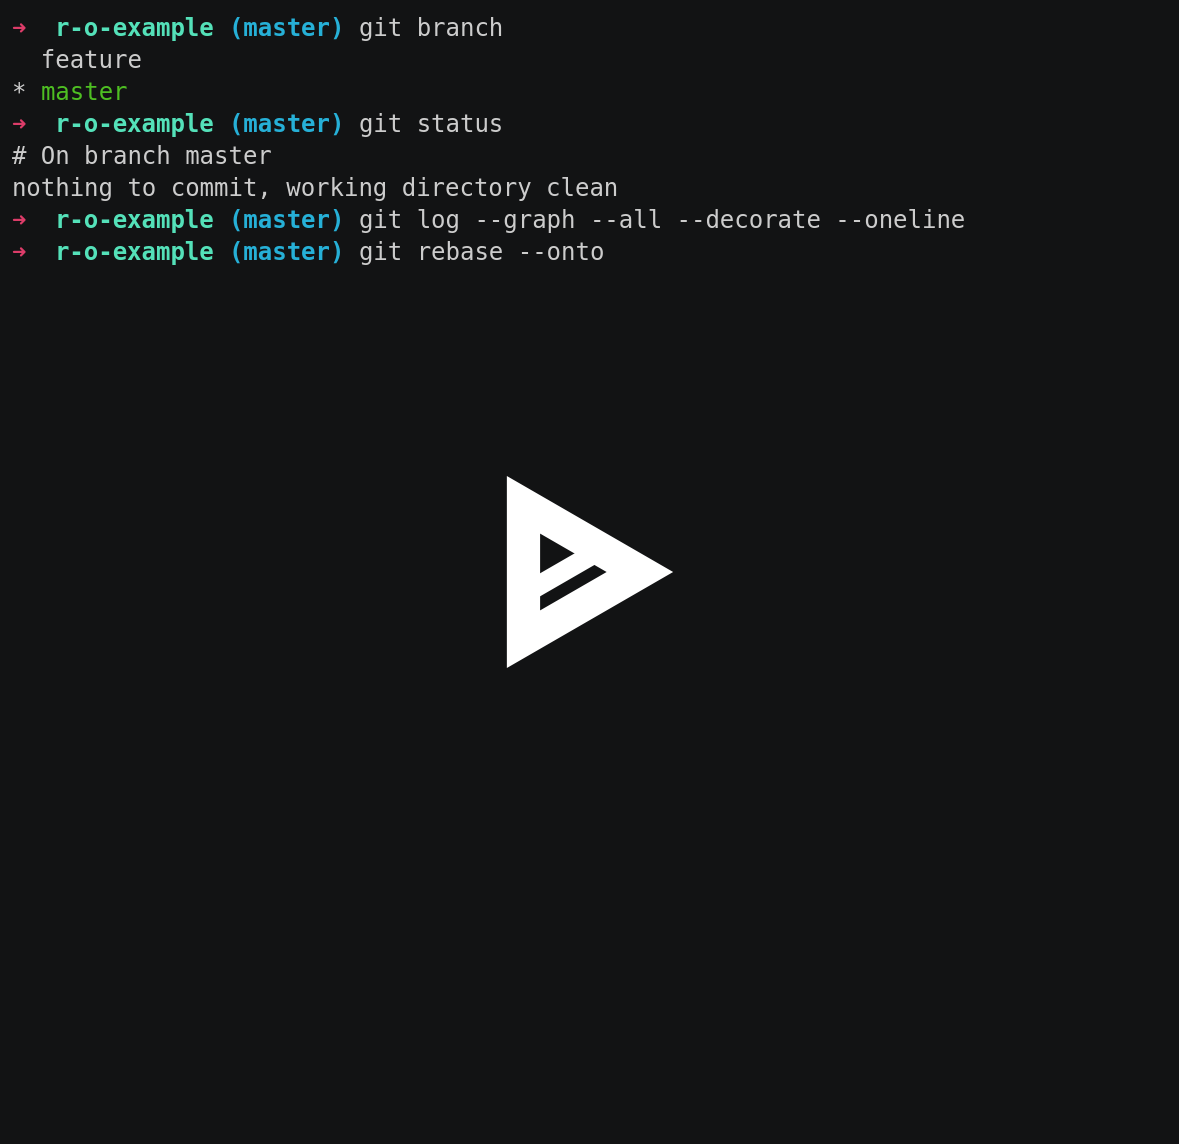 ➜  r-o-example (master) git branch
  feature
* master
➜  r-o-example (master) git status
# On branch master
nothing to commit, working directory clean
➜  r-o-example (master) git log --graph --all --decorate --oneline
➜  r-o-example (master) git rebase --onto